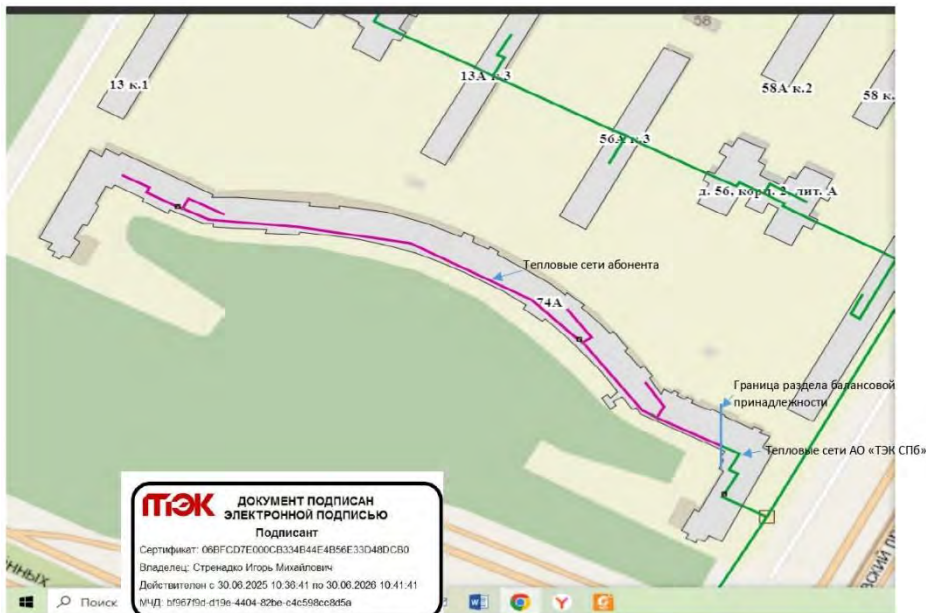 58
13 к.1
13А к.3
58А к.2
58 к.
56А к.3
д. 56, корп. 2, лит. А
Тепловые сети абонента
74А
Граница раздела балансовой
принадлежности
Тепловые сети АО «ТЭК СПб»
ТЭК
ДОКУМЕНТ ПОДПИСАН
ЭЛЕКТРОННОЙ ПОДПИСЬЮ
Подписант
Сертификат: 06BFCD7E000CB334B44E4B56E33D48DCB0
Владелец: Стренадко Игорь Михайлович
Действителен с 30.06.2025 10:36:41 по 30.06.2026 10:41:41
МЧД: bf967f9d-d19e-4404-82be-c4c598cc8d5a
Поиск